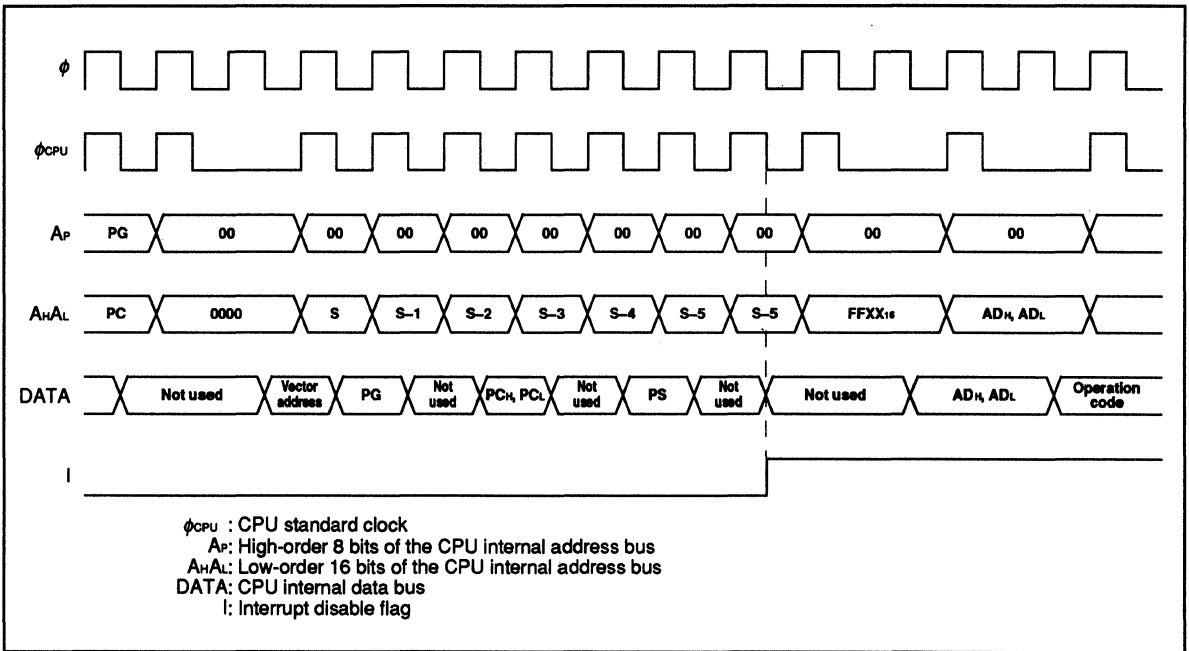 φ
φCPU
AP PG 00 00 00 00 00 00 00 00 00 00
AHAL PC 0000 S S–1 S–2 S–3 S–4 S–5 S–5 FFXX16 ADH, ADL
DATA Not used Vector address PG Not used PCH, PCL Not used PS Not used Not used ADH, ADL Operation code
I
φCPU : CPU standard clock
AP: High-order 8 bits of the CPU internal address bus
AHAL: Low-order 16 bits of the CPU internal address bus
DATA: CPU internal data bus
I: Interrupt disable flag